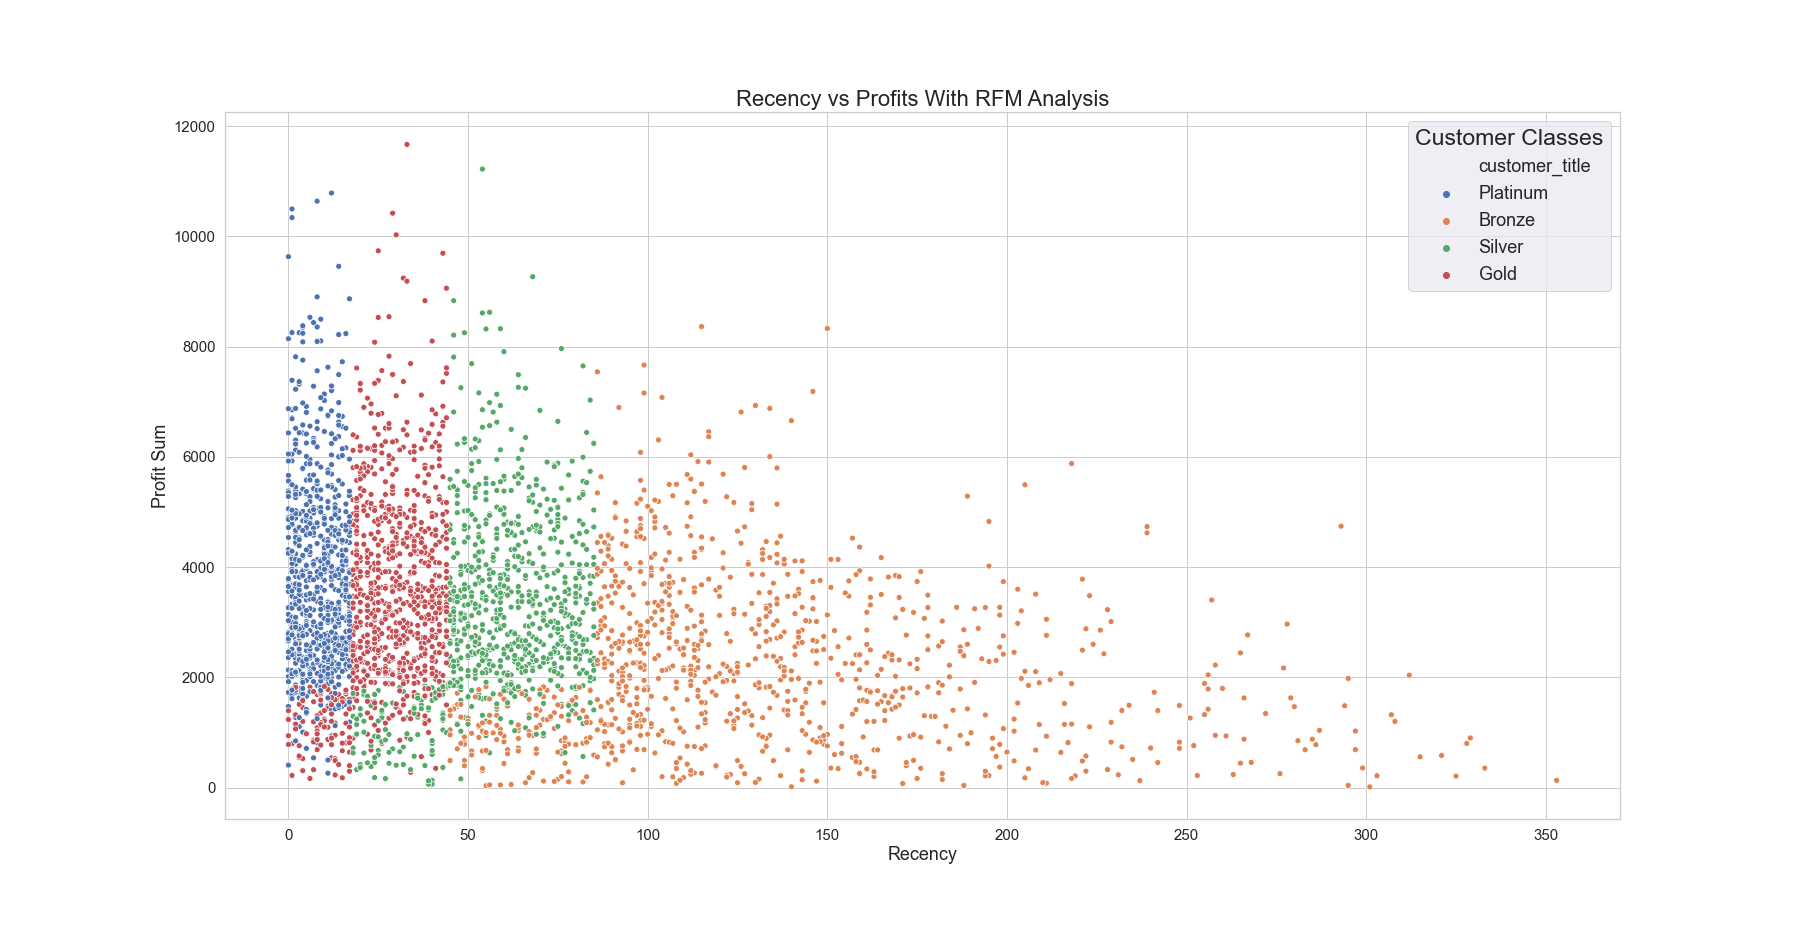 Recency vs Profits With RFM Analysis
12000
10000
8000
6000
4000
2000
0
Profit Sum
Customer Classes
customer_title
Platinum
Bronze
Silver
Gold
0 50 100 150 200 250 300 350
Recency